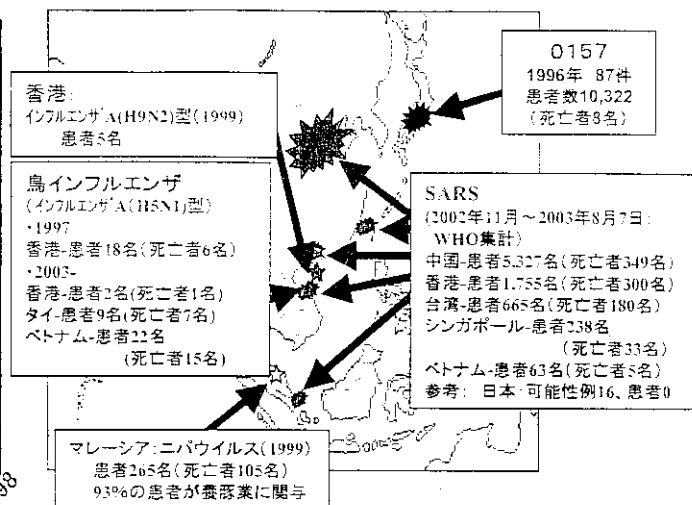 O157
1996年 87件
患者数10,322
(死亡者8名)
香港:
インフルエンザA(H9N2)型(1999)
患者5名
鳥インフルエンザ
(インフルエンザA(H5N1)型)
・1997
香港-患者18名(死亡者6名)
・2003-
香港-患者2名(死亡者1名)
タイ-患者9名(死亡者7名)
ベトナム-患者22名
(死亡者15名)
SARS
(2002年11月～2003年8月7日:
WHO集計)
中国-患者5,327名(死亡者349名)
香港-患者1,755名(死亡者300名)
台湾-患者665名(死亡者180名)
シンガポール-患者238名
(死亡者33名)
ベトナム-患者63名(死亡者5名)
参考: 日本:可能性例16、患者0
マレーシア:ニパウイルス(1999)
患者265名(死亡者105名)
93%の患者が養豚業に関与
98